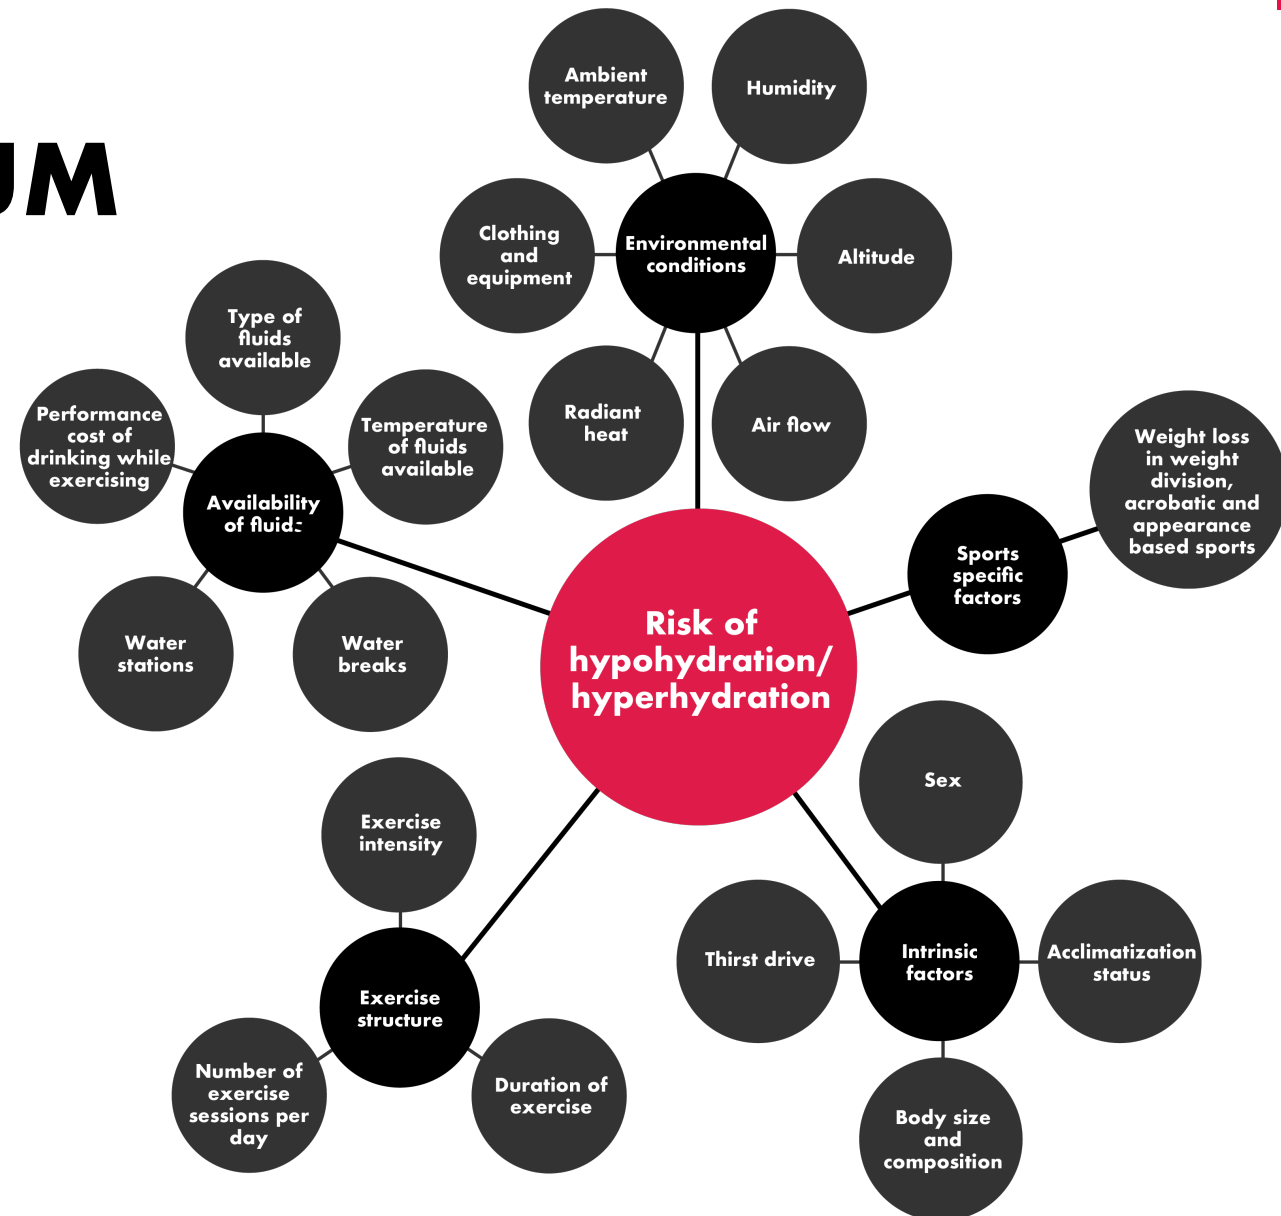 UM
Ambient
temperature
Humidity
Clothing
and
equipment
Environmental
conditions
Altitude
Radiant
heat
Air flow
Type of
fluids
available
Performance
cost of
drinking while
exercising
Temperature
of fluids
available
Availability
of fluids
Water
stations
Water
breaks
Weight loss
in weight
division,
acrobatic and
appearance
based sports
Sports
specific
factors
Risk of
hypohydration/
hyperhydration
Sex
Thirst drive
Intrinsic
factors
Acclimatization
status
Body size
and
composition
Exercise
intensity
Exercise
structure
Number of
exercise
sessions per
day
Duration of
exercise